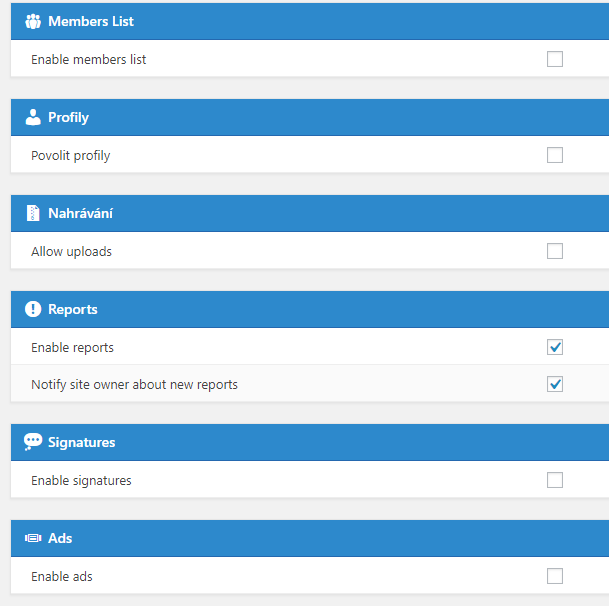 Members List
Enable members list
Profily
Povolit profily
Nahrávání
Allow uploads
Reports
Enable reports
Notify site owner about new reports
Signatures
Enable signatures
Ads
Enable ads